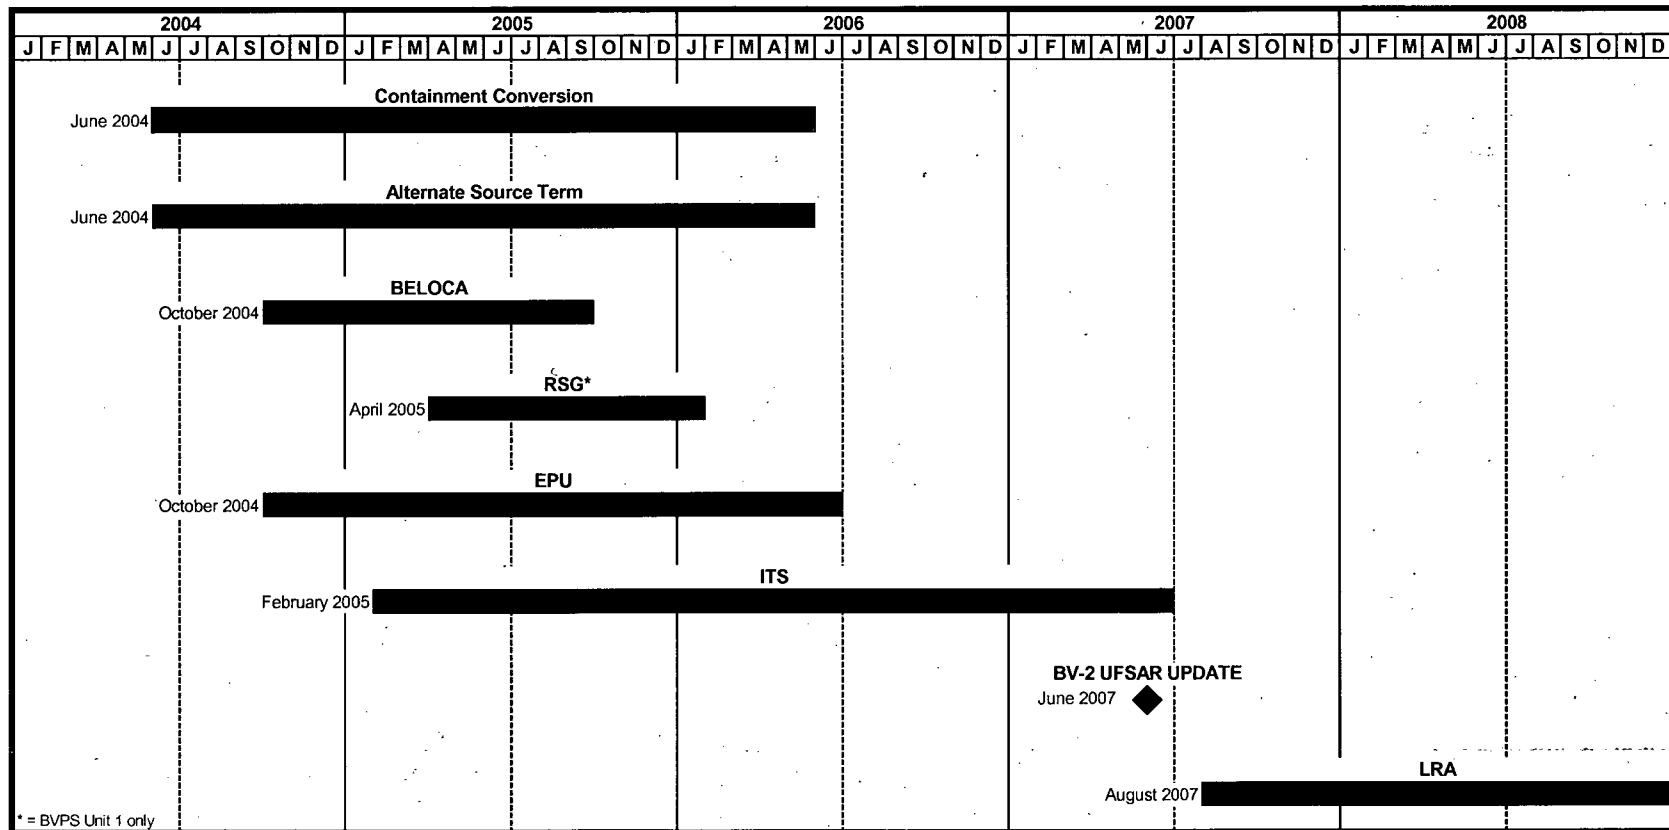 2004 2005 2006 2007 2008
J F M A M J J A S O N D J F M A M J J A S O N D J F M A M J J A S O N D J F M A M J J A S O N D J F M A M J J A S O N D
Containment Conversion
June 2004
Alternate Source Term
June 2004
BELOCA
October 2004
RSG*
April 2005
EPU
October 2004
ITS
February 2005
BV-2 UFSAR UPDATE
June 2007
LRA
August 2007
* = BVPS Unit 1 only